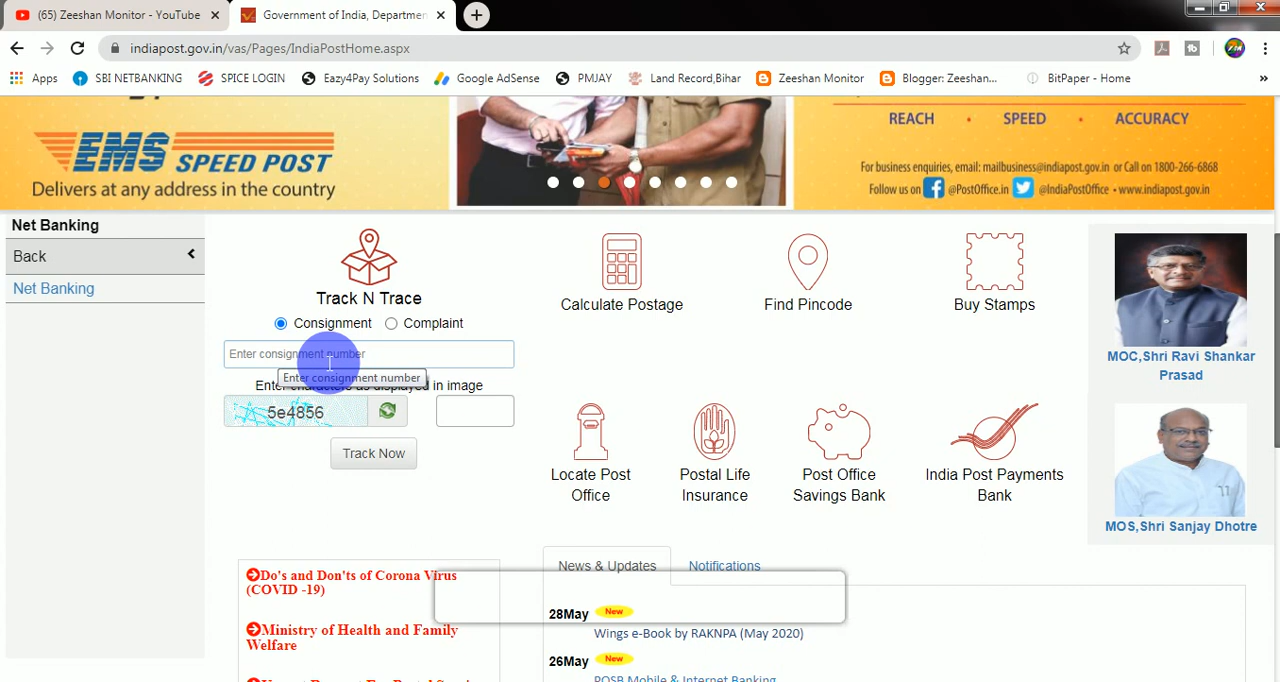 (65) Zeeshan Monitor - YouTube
Government of India, Departmen
indiapost.gov.in/vas/Pages/IndiaPostHome.aspx
Apps
SBI NETBANKING
SPICE LOGIN
Eazy4Pay Solutions
Google AdSense
PMJAY
Land Record,Bihar
Zeeshan Monitor
Blogger: Zeeshan...
BitPaper - Home
»
EMS SPEED POST
Delivers at any address in the country
REACH • SPEED • ACCURACY
For business enquiries, email: mailbusiness@indiapost.gov.in or Call on 1800-266-6868
Follow us on @PostOffice.in @IndiaPostOffice • www.indiapost.gov.in
Net Banking
Back
Net Banking
Track N Trace
Consignment
Complaint
Enter consignment number
Enter consignment number
Enter characters as displayed in image
5e4856
Track Now
Calculate Postage
Find Pincode
Buy Stamps
Locate Post
Office
Postal Life
Insurance
Post Office
Savings Bank
India Post Payments
Bank
MOC,Shri Ravi Shankar
Prasad
MOS,Shri Sanjay Dhotre
Do's and Don'ts of Corona Virus
(COVID -19)
Ministry of Health and Family
Welfare
News & Updates
Notifications
28May New
Wings e-Book by RAKNPA (May 2020)
26May New
POSB Mobile & Internet Banking